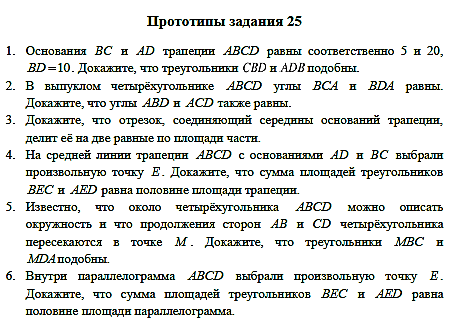 Прототипы задания 25
1. Основания BC и AD трапеции ABCD равны соответственно 5 и 20,
BD=10. Докажите, что треугольники CBD и ADB подобны.
2. В выпуклом четырёхугольнике ABCD углы BCA и BDA равны.
Докажите, что углы ABD и ACD также равны.
3. Докажите, что отрезок, соединяющий середины оснований трапеции,
делит её на две равные по площади части.
4. На средней линии трапеции ABCD с основаниями AD и BC выбрали
произвольную точку E. Докажите, что сумма площадей треугольников
BEC и AED равна половине площади трапеции.
5. Известно, что около четырёхугольника ABCD можно описать
окружность и что продолжения сторон AB и CD четырёхугольника
пересекаются в точке M . Докажите, что треугольники MBC и
MDA подобны.
6. Внутри параллелограмма ABCD выбрали произвольную точку E.
Докажите, что сумма площадей треугольников BEC и AED равна
половине площади параллелограмма.